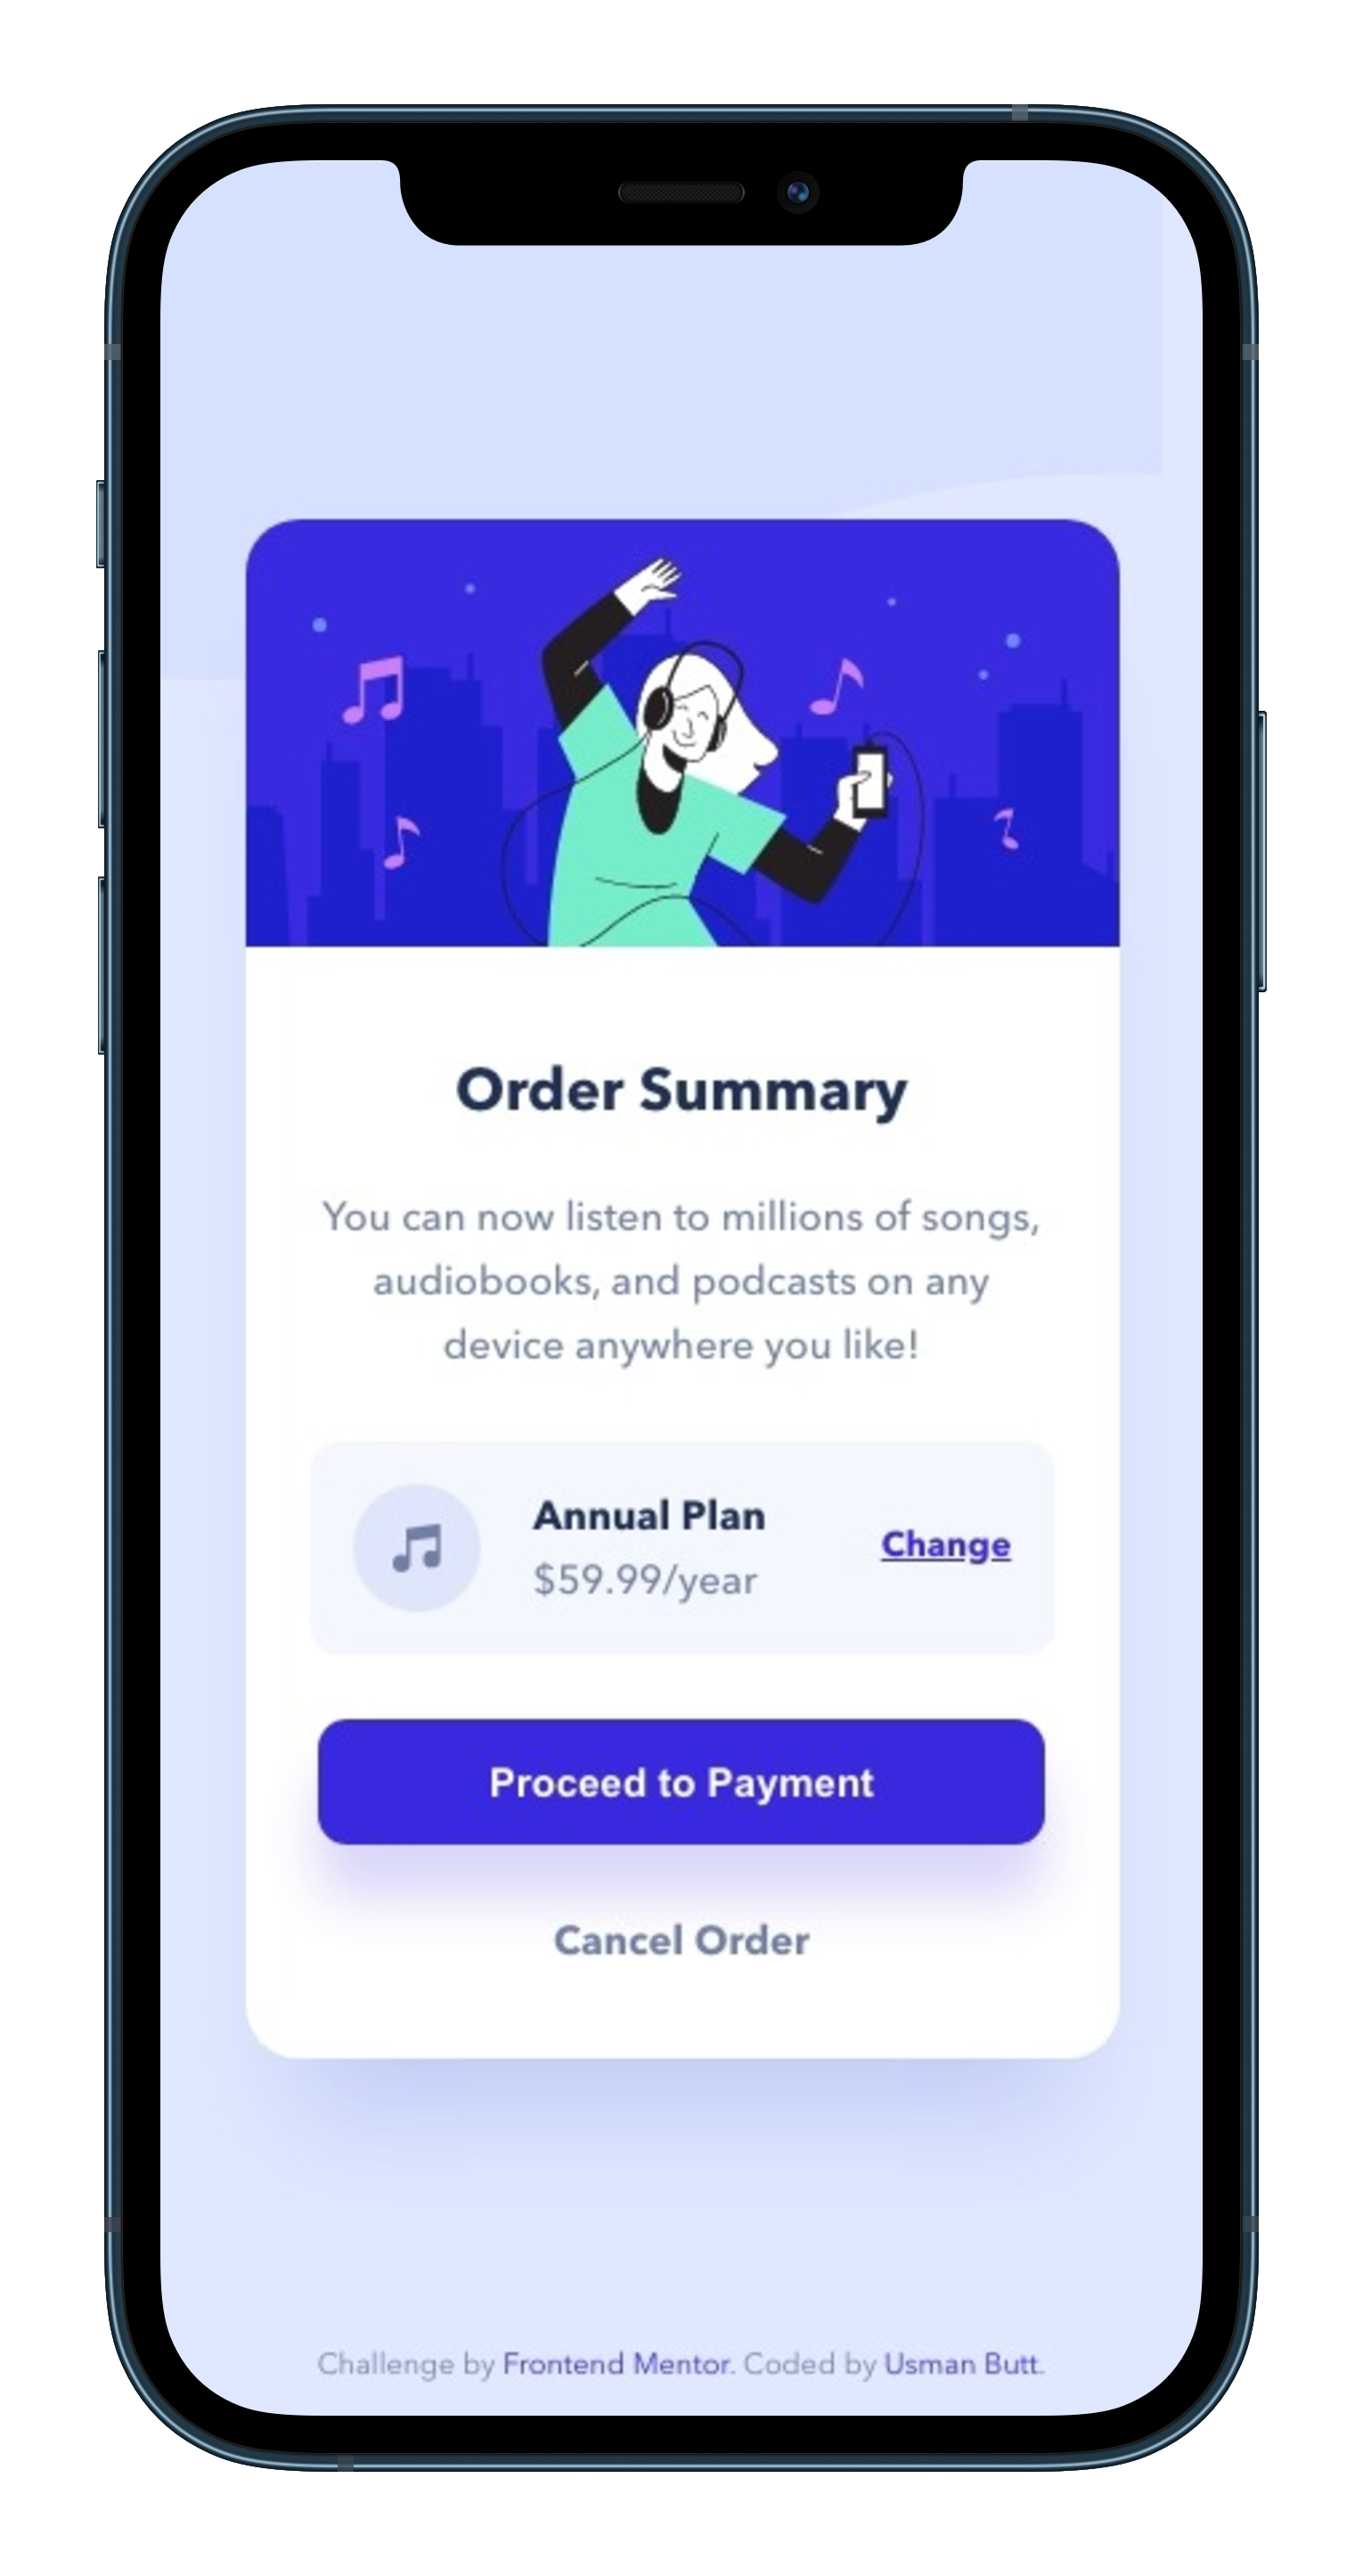 Order Summary
You can now listen to millions of songs,
audiobooks, and podcasts on any
device anywhere you like!
Annual Plan
$59.99/year
Change
Proceed to Payment
Cancel Order
Challenge by Frontend Mentor. Coded by Usman Butt.